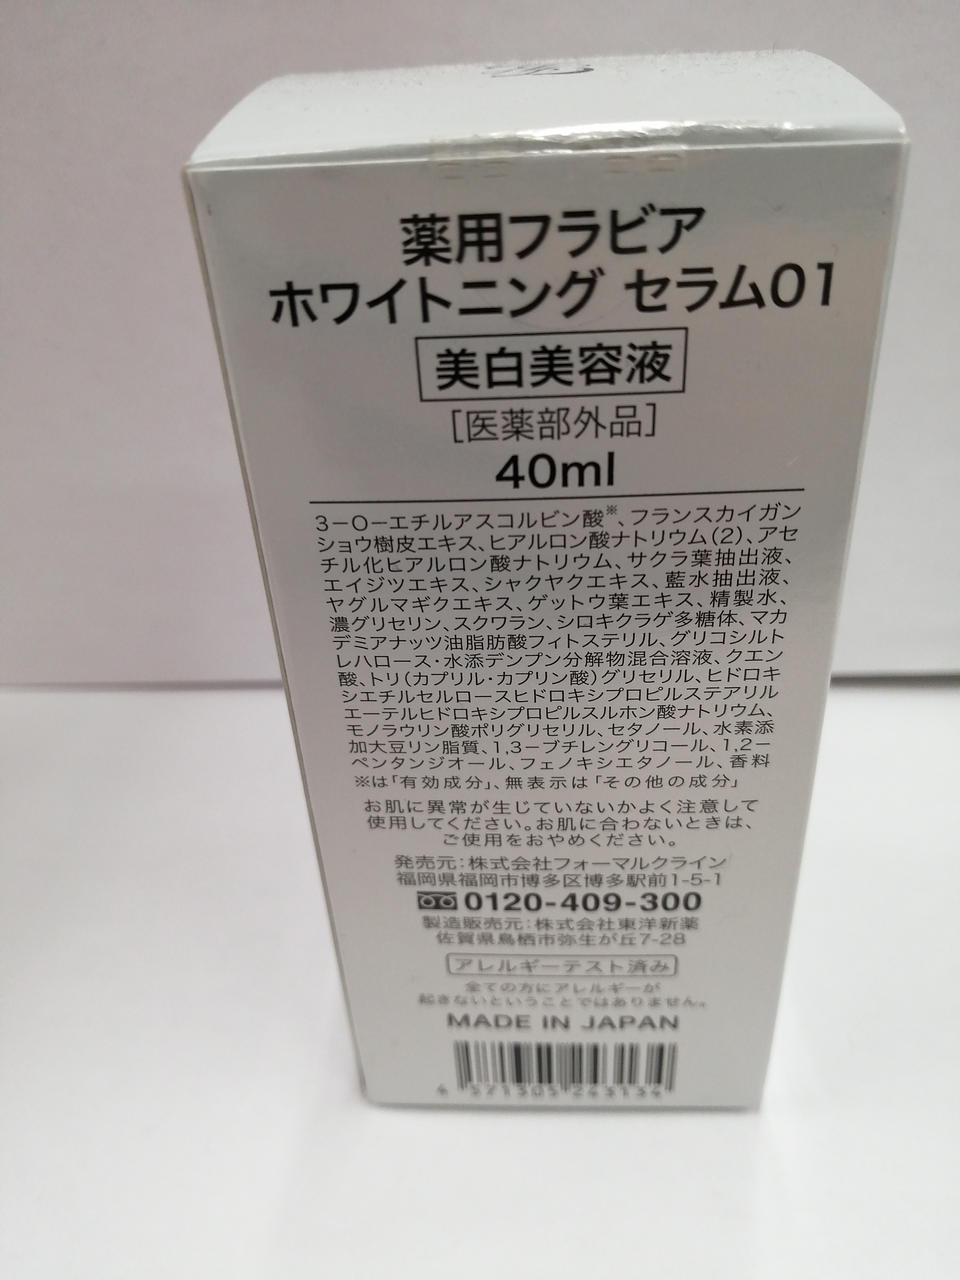 薬用フラビア
ホワイトニング セラム01
美白美容液
［医薬部外品］
40ml
3－O－エチルアスコルビン酸※、フランスカイガン
ショウ樹皮エキス、ヒアルロン酸ナトリウム（2）、アセ
チル化ヒアルロン酸ナトリウム、サクラ葉抽出液、
エイジツエキス、シャクヤクエキス、藍水抽出液、
ヤグルマギクエキス、ゲットウ葉エキス、精製水、
濃グリセリン、スクワラン、シロキクラゲ多糖体、マカ
デミアナッツ油脂肪酸フィトステリル、グリコシルト
レハロース・水添デンプン分解物混合溶液、クエン
酸、トリ（カプリル・カプリン酸）グリセリル、ヒドロキ
シエチルセルロースヒドロキシプロピルステアリル
エーテルヒドロキシプロピルスルホン酸ナトリウム、
モノラウリン酸ポリグリセリル、セタノール、水素添
加大豆リン脂質、1,3－ブチレングリコール、1,2－
ペンタンジオール、フェノキシエタノール、香料
※は「有効成分」、無表示は「その他の成分」
お肌に異常が生じていないかよく注意して
使用してください。お肌に合わないときは、
ご使用をおやめください。
発売元：株式会社フォーマルクライン
福岡県福岡市博多区博多駅前1-5-1
0120-409-300
製造販売元：株式会社東洋新薬
佐賀県鳥栖市弥生が丘7-28
アレルギーテスト済み
全ての方にアレルギーが
起きないということではありません。
MADE IN JAPAN